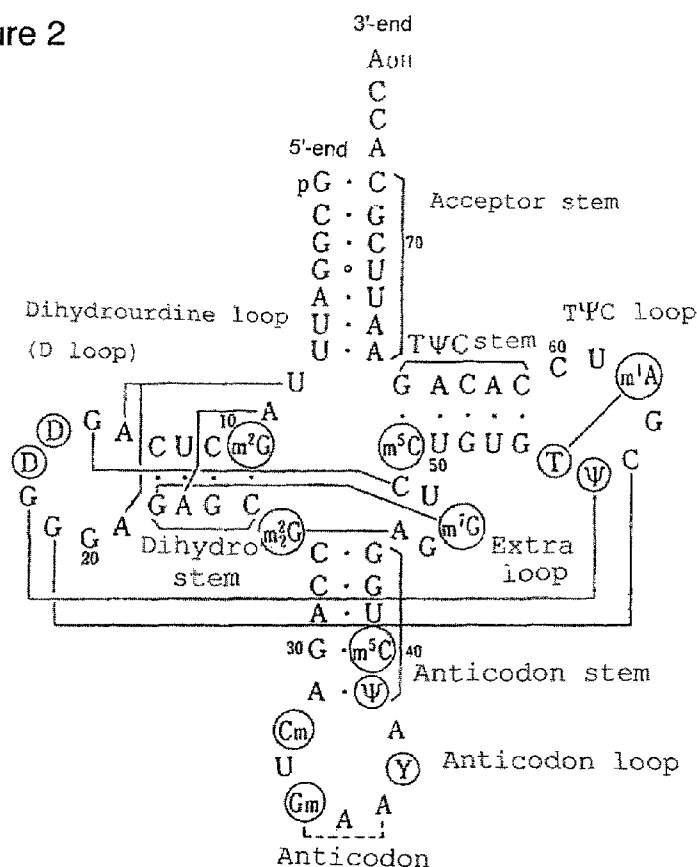 ure 2
3'-end
AOH
C
C
5'-end A
pG · C
C · G
G · C 70
G ∘ U
A · U
U · A
U · A
Acceptor stem
Dihydrourdine loop
(D loop)
TΨC stem
TΨC loop
U
A
10
G A C U C m²G
D
D
G
G
G
20
A
G A G C
Dihydro
stem
m²₂G
G A C A C
60
C U m¹A
G
C
m⁵C U G U G T Ψ
50
C U
m⁷G
A G
Extra
loop
C · G
C · G
A · U
30 G · m⁵C 40
A · Ψ
Anticodon stem
Cm A
U Y
Gm A A
Anticodon loop
Anticodon